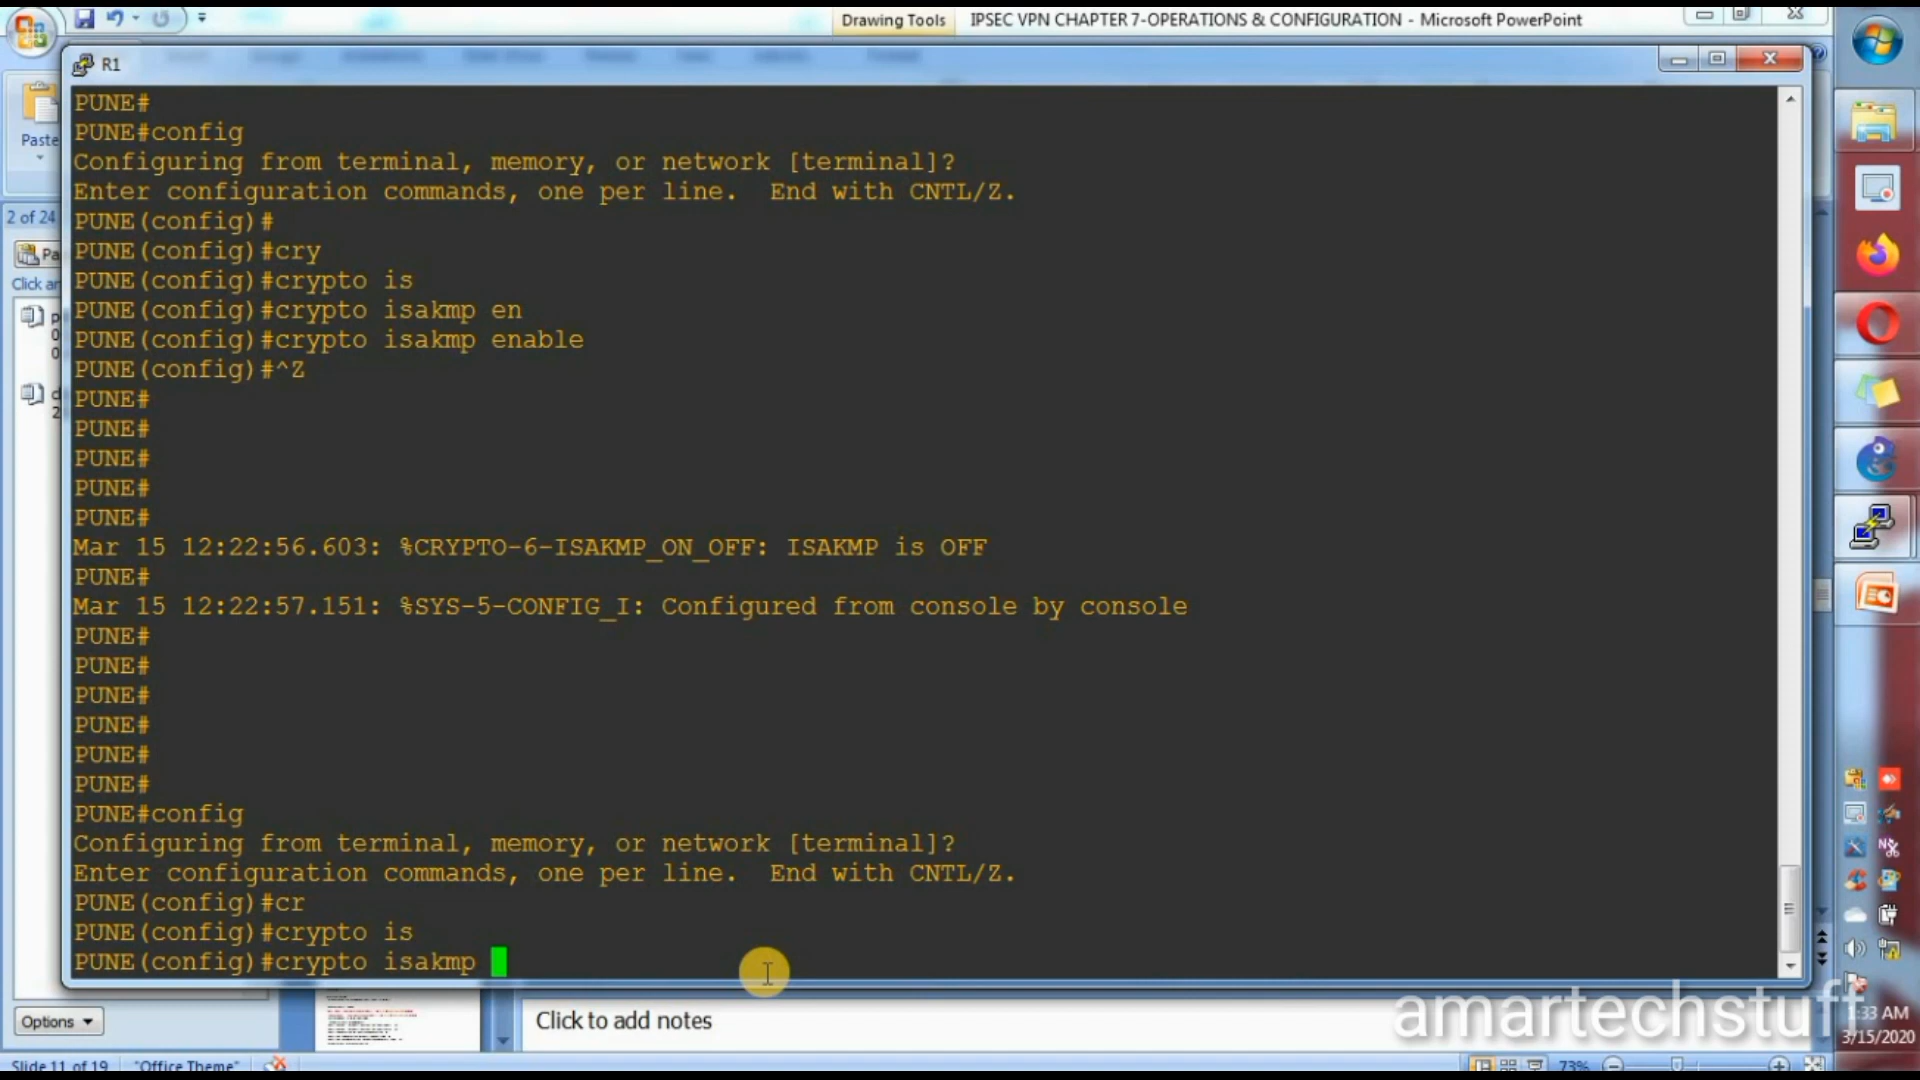 Drawing Tools
IPSEC VPN CHAPTER 7-OPERATIONS & CONFIGURATION - Microsoft PowerPoint
R1
Paste
2 of 24
Pa
Click an
PUNE#
PUNE#config
Configuring from terminal, memory, or network [terminal]?
Enter configuration commands, one per line.  End with CNTL/Z.
PUNE(config)#
PUNE(config)#cry
PUNE(config)#crypto is
PUNE(config)#crypto isakmp en
PUNE(config)#crypto isakmp enable
PUNE(config)#^Z
PUNE#
PUNE#
PUNE#
PUNE#
PUNE#
Mar 15 12:22:56.603: %CRYPTO-6-ISAKMP_ON_OFF: ISAKMP is OFF
PUNE#
Mar 15 12:22:57.151: %SYS-5-CONFIG_I: Configured from console by console
PUNE#
PUNE#
PUNE#
PUNE#
PUNE#
PUNE#
PUNE#config
Configuring from terminal, memory, or network [terminal]?
Enter configuration commands, one per line.  End with CNTL/Z.
PUNE(config)#cr
PUNE(config)#crypto is
PUNE(config)#crypto isakmp
Options
Click to add notes
amartechstuff
1:33 AM
3/15/2020
Slide 11 of 19
"Office Theme"
73%